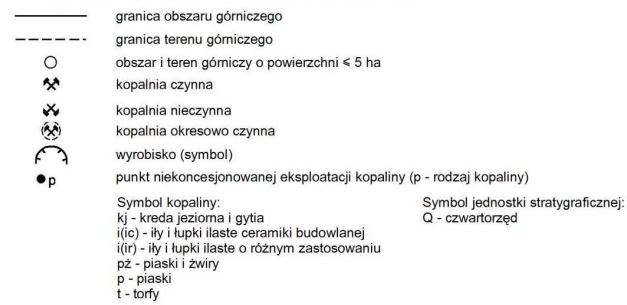 granica obszaru górniczego
granica terenu górniczego
obszar i teren górniczy o powierzchni ≤ 5 ha
kopalnia czynna
kopalnia nieczynna
kopalnia okresowo czynna
wyrobisko (symbol)
p punkt niekoncesjonowanej eksploatacji kopaliny (p - rodzaj kopaliny)
Symbol kopaliny:
kj - kreda jeziorna i gytia
i(ic) - iły i łupki ilaste ceramiki budowlanej
i(ir) - iły i łupki ilaste o różnym zastosowaniu
pż - piaski i żwiry
p - piaski
t - torfy
Symbol jednostki stratygraficznej:
Q - czwartorzęd